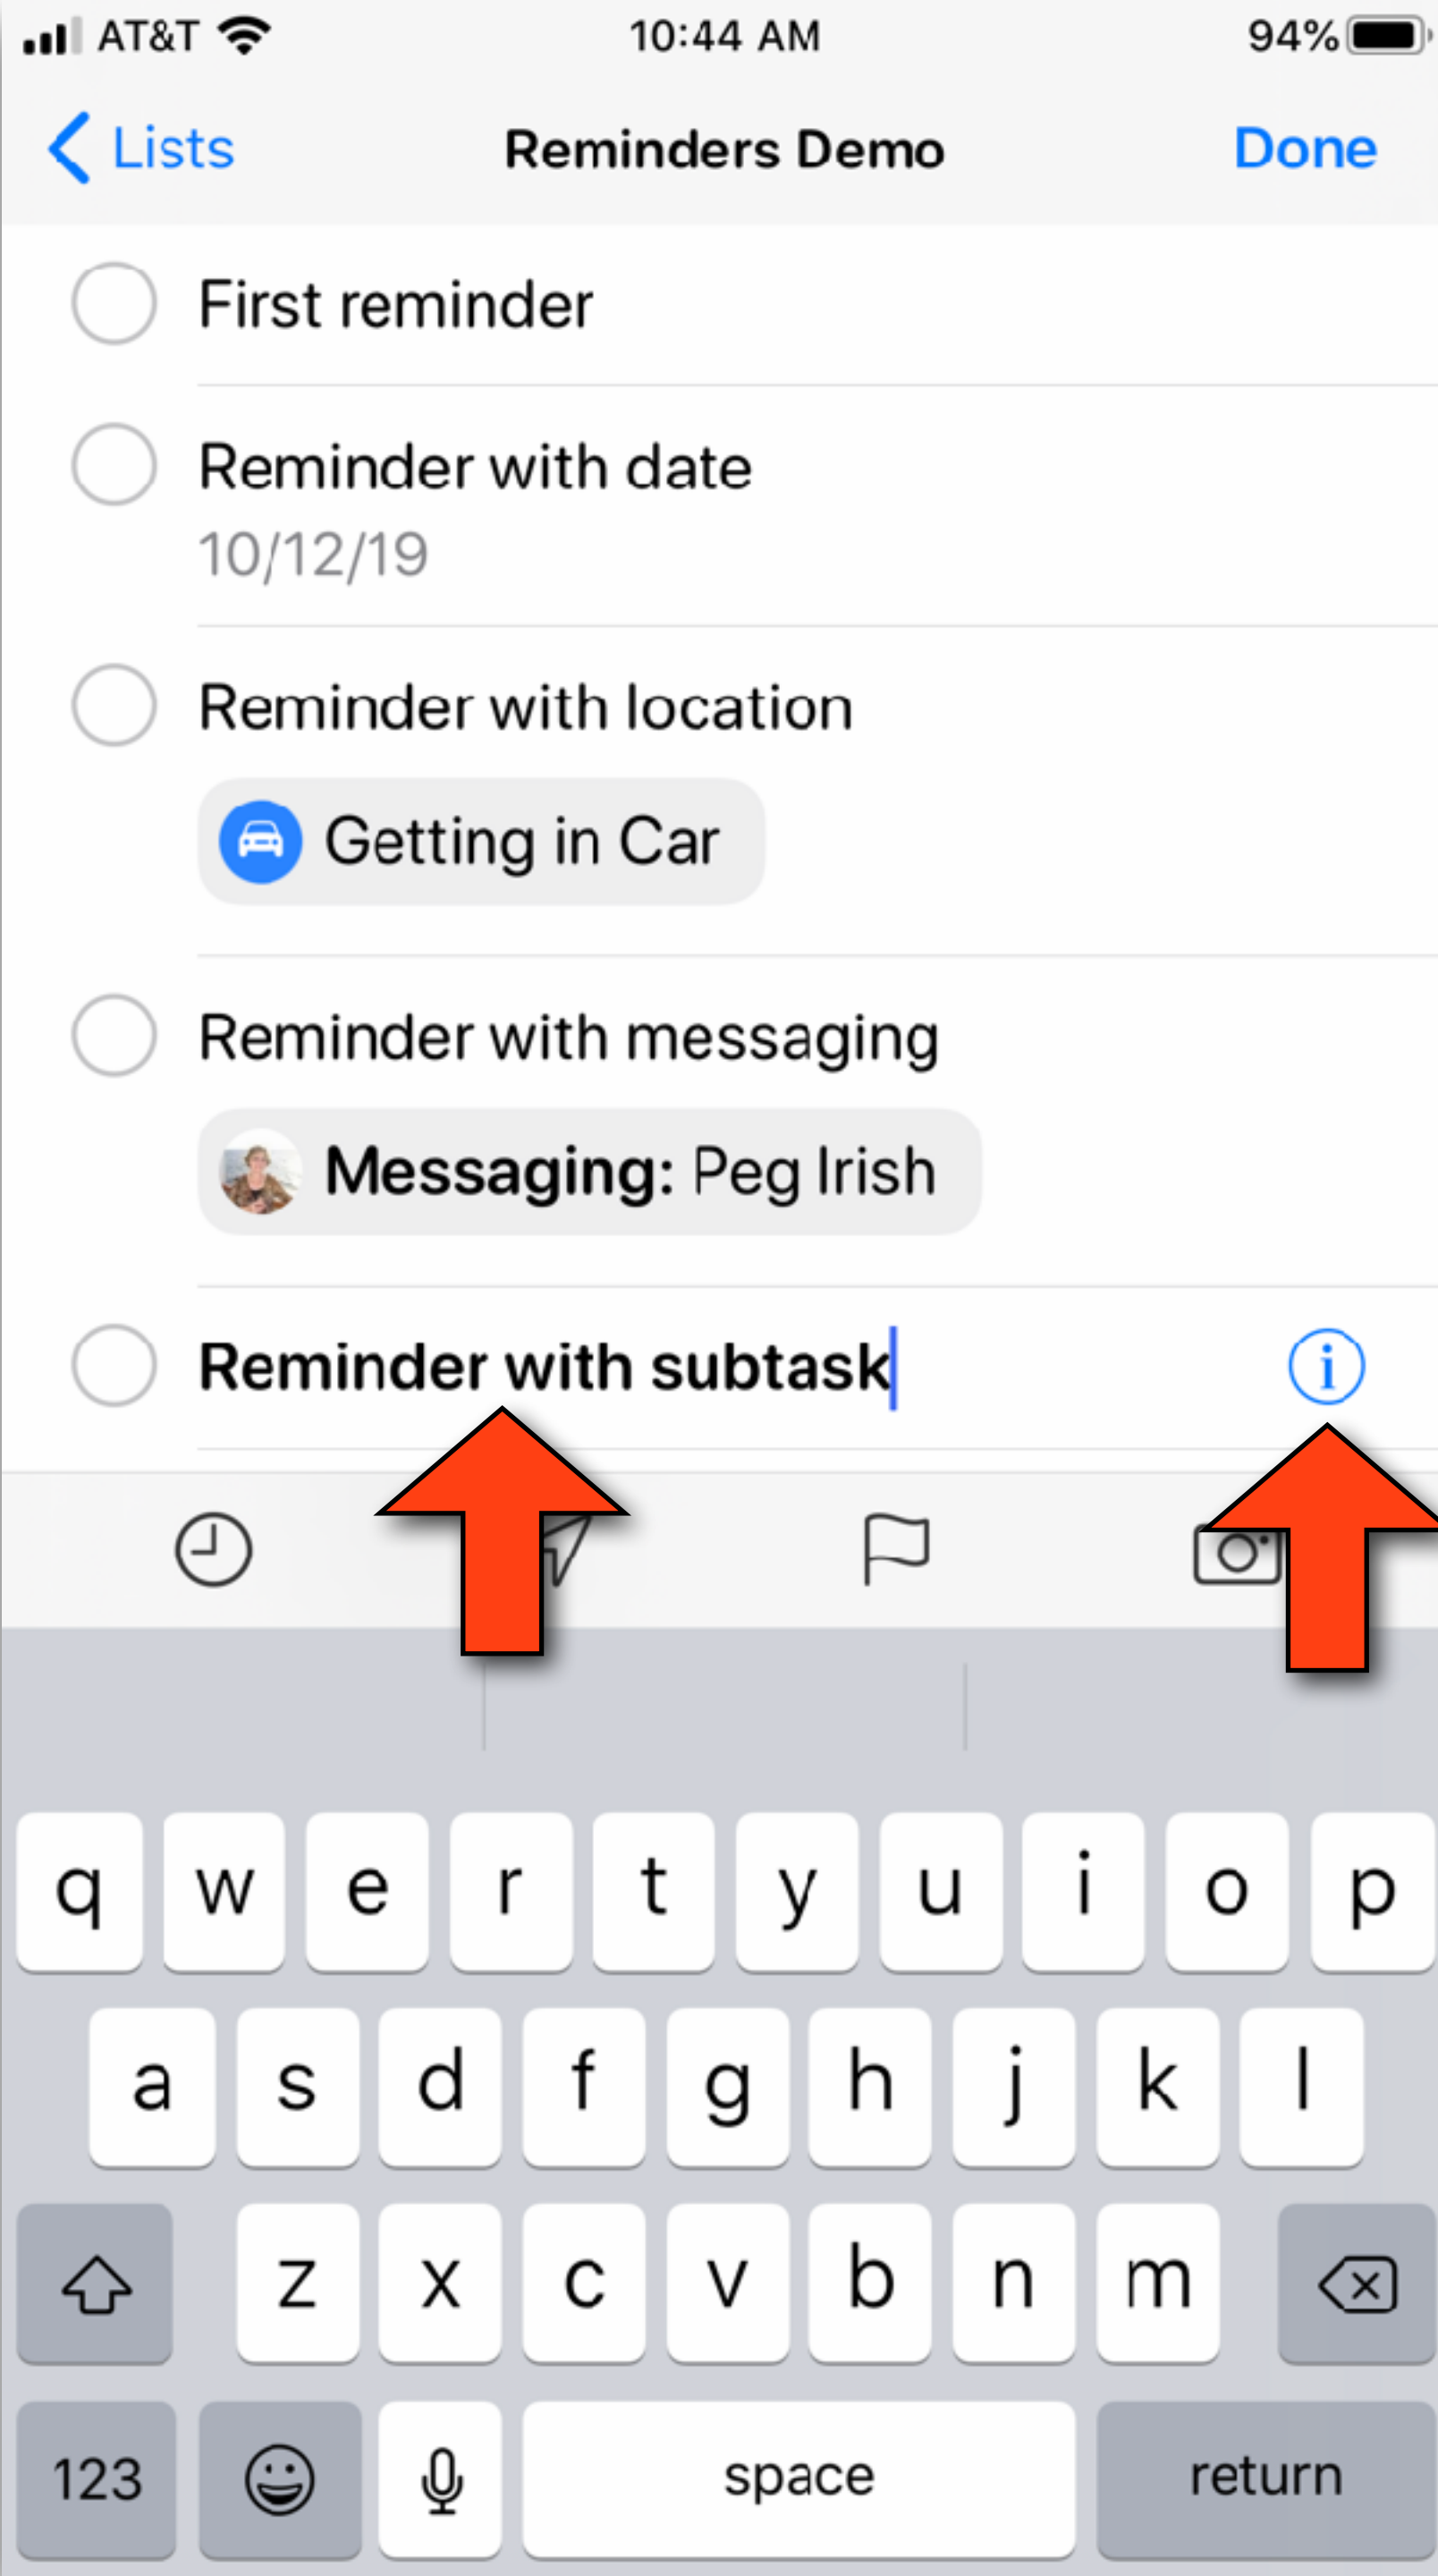 AT&T 10:44 AM 94%
Lists Reminders Demo Done
First reminder
Reminder with date
10/12/19
Reminder with location
Getting in Car
Reminder with messaging
Messaging: Peg Irish
Reminder with subtask i
q w e r t y u i o p
a s d f g h j k l
z x c v b n m
123 space return